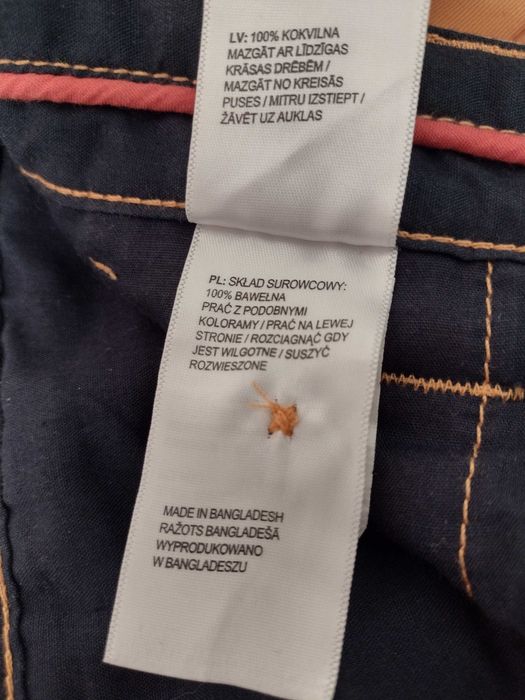 LV: 100% KOKVILNA
MAZGĀT AR LĪDZĪGAS
KRĀSAS DRĒBĒM /
MAZGĀT NO KREISĀS
PUSES / MITRU IZSTIEPT /
ŽĀVĒT UZ AUKLAS
PL: SKŁAD SUROWCOWY:
100% BAWEŁNA
PRAĆ Z PODOBNYMI
KOLORAMY / PRAĆ NA LEWEJ
STRONIE / ROZCIAGNĄĆ GDY
JEST WILGOTNE / SUSZYĆ
ROZWIESZONE
MADE IN BANGLADESH
RAŽOTS BANGLADEŠĀ
WYPRODUKOWANO
W BANGLADESZU